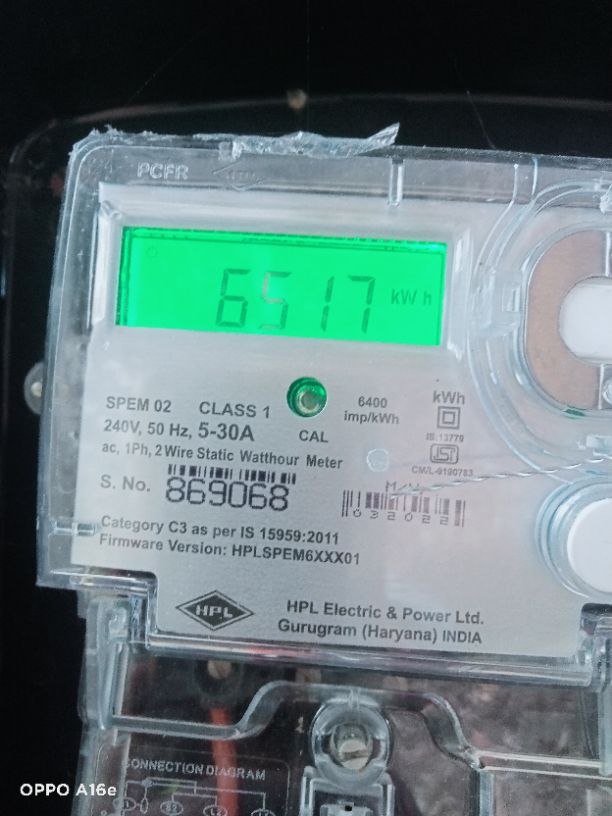 PCFR
6517 kWh
SPEM 02 CLASS 1
6400 imp/kWh
kWh
240V, 50 Hz, 5-30A
CAL
IS:13779
ac, 1Ph, 2 Wire Static Watthour Meter
CM/L-9190783
S. No. 869068
M/Y
032022
Category C3 as per IS 15959:2011
Firmware Version: HPLSPEM6XXX01
HPL
HPL Electric & Power Ltd.
Gurugram (Haryana) INDIA
CONNECTION DIAGRAM
OPPO A16e